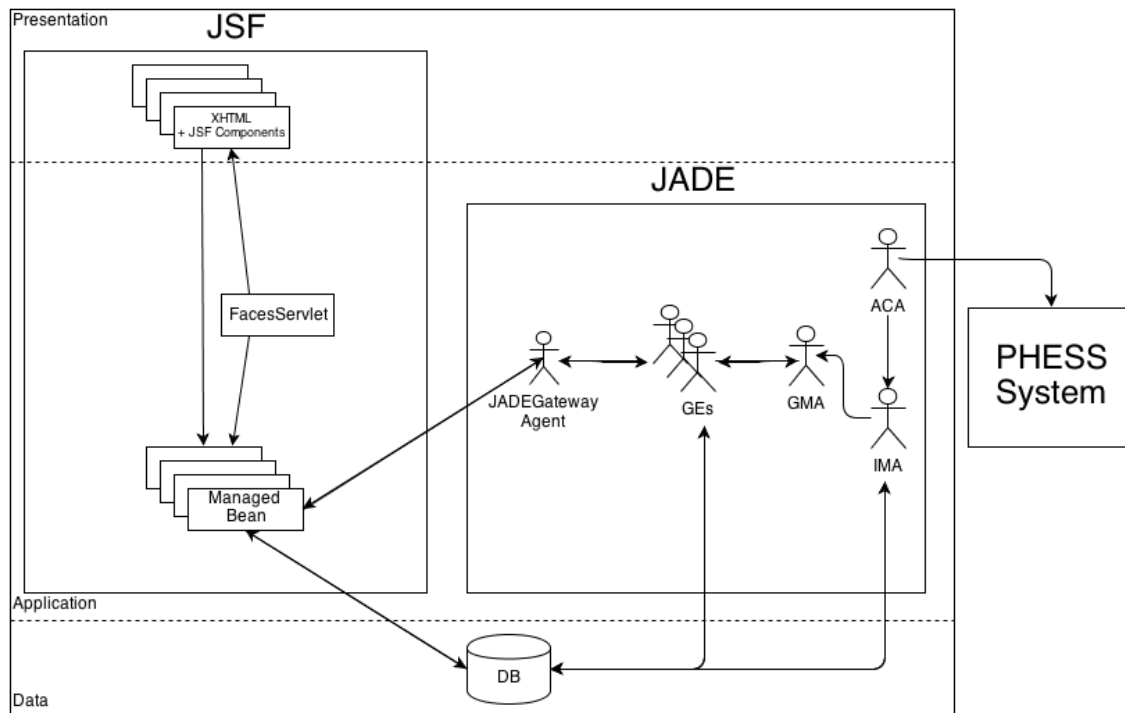 Presentation
JSF
XHTML
+ JSF Components
JADE
FacesServlet
ACA
PHESS
System
JADEGateway
Agent
GEs
GMA
IMA
Managed
Bean
Application
DB
Data